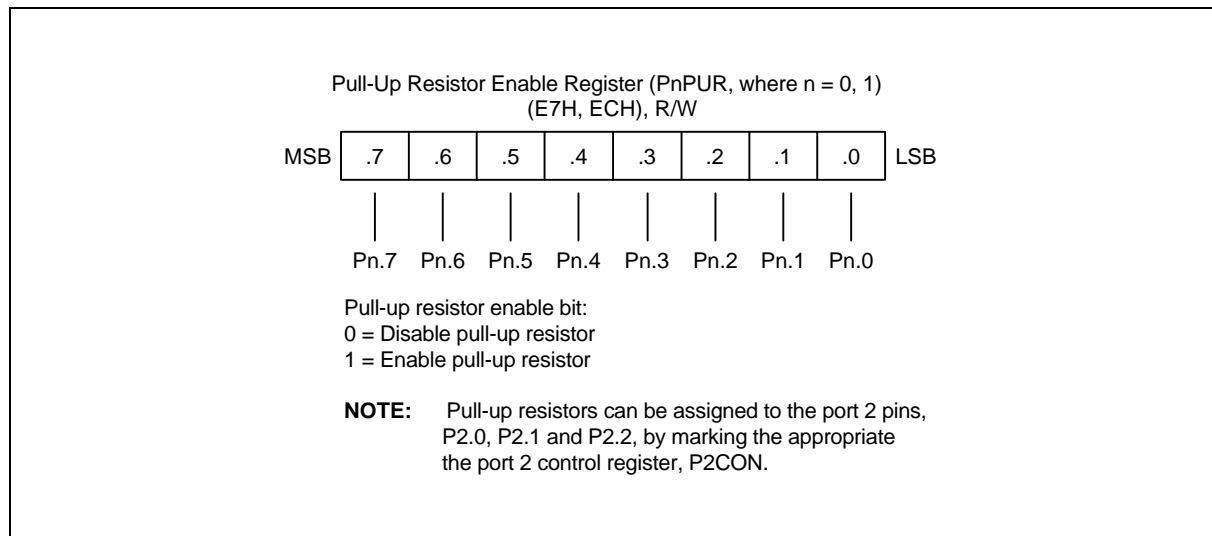 Pull-Up Resistor Enable Register (PnPUR, where n = 0, 1)
(E7H, ECH), R/W
MSB .7 .6 .5 .4 .3 .2 .1 .0 LSB
Pn.7 Pn.6 Pn.5 Pn.4 Pn.3 Pn.2 Pn.1 Pn.0
Pull-up resistor enable bit:
0 = Disable pull-up resistor
1 = Enable pull-up resistor
NOTE: Pull-up resistors can be assigned to the port 2 pins,
P2.0, P2.1 and P2.2, by marking the appropriate
the port 2 control register, P2CON.